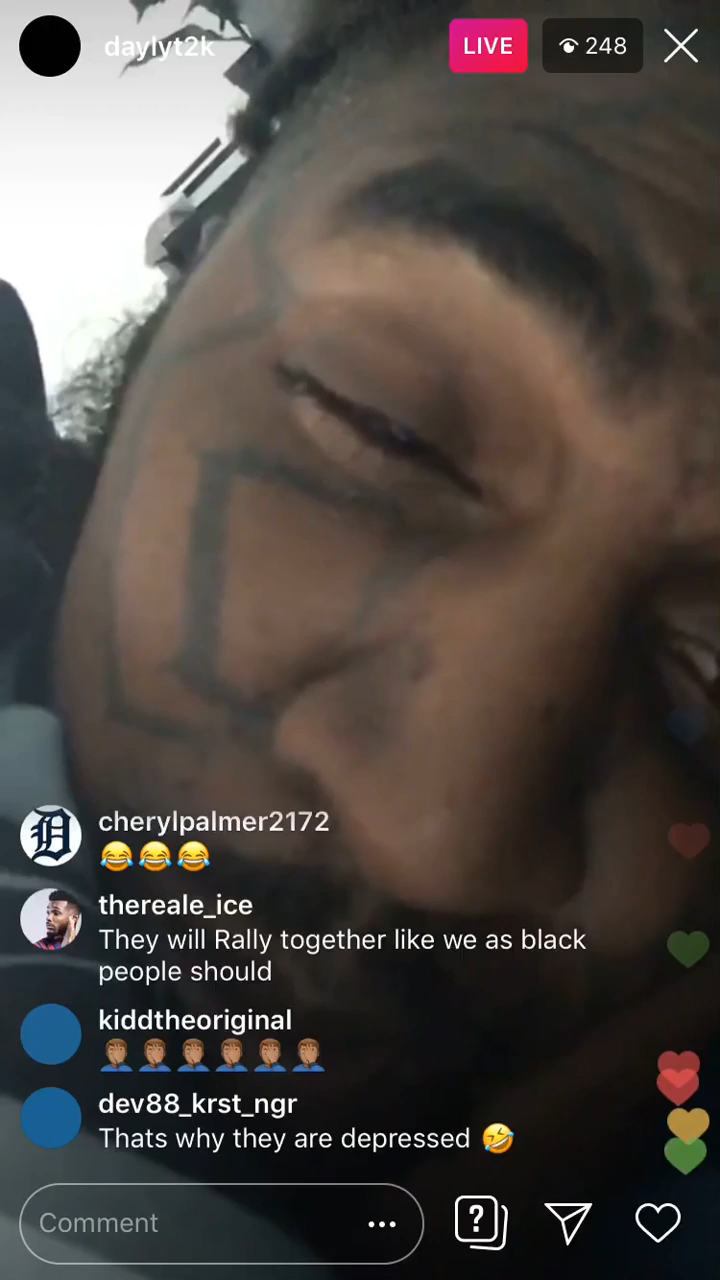 daylyt2k
LIVE
248
cherylpalmer2172
😂😂😂
thereale_ice
They will Rally together like we as black
people should
kiddtheoriginal
🤦🏽‍♂️🤦🏽‍♂️🤦🏽‍♂️🤦🏽‍♂️🤦🏽‍♂️🤦🏽‍♂️
dev88_krst_ngr
Thats why they are depressed 🤣
Comment